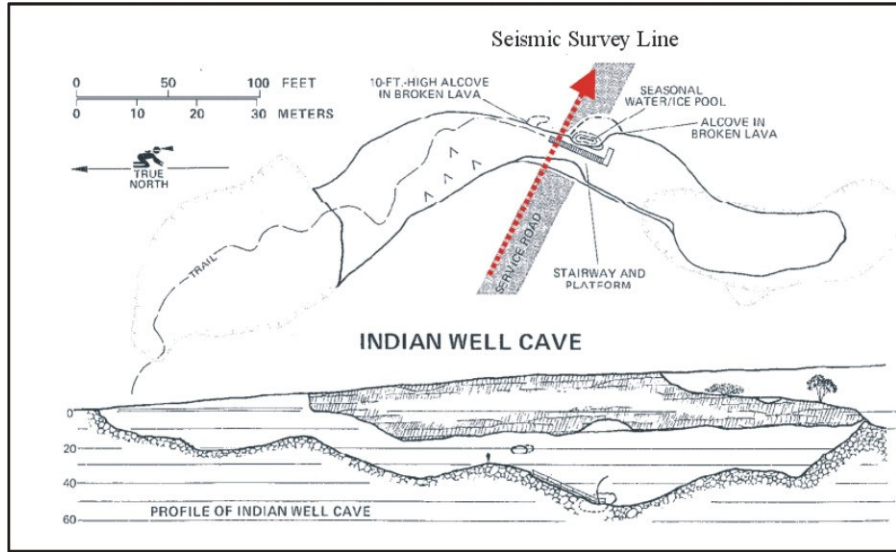 Seismic Survey Line
0 50 100 FEET
0 10 20 30 METERS
TRUE
NORTH
10-FT.-HIGH ALCOVE
IN BROKEN LAVA
SEASONAL
WATER/ICE POOL
ALCOVE IN
BROKEN LAVA
TRAIL
SERVICE ROAD
STAIRWAY AND
PLATFORM
INDIAN WELL CAVE
0
20
40
60
PROFILE OF INDIAN WELL CAVE